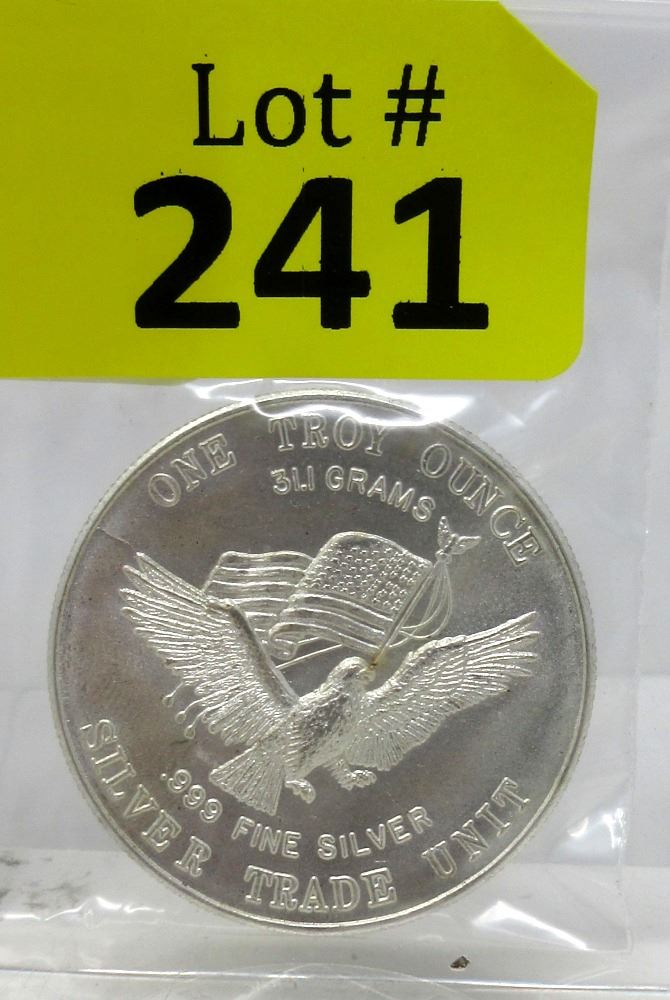 Lot #
241
ONE TROY OUNCE
31.1 GRAMS
.999 FINE SILVER
SILVER TRADE UNIT